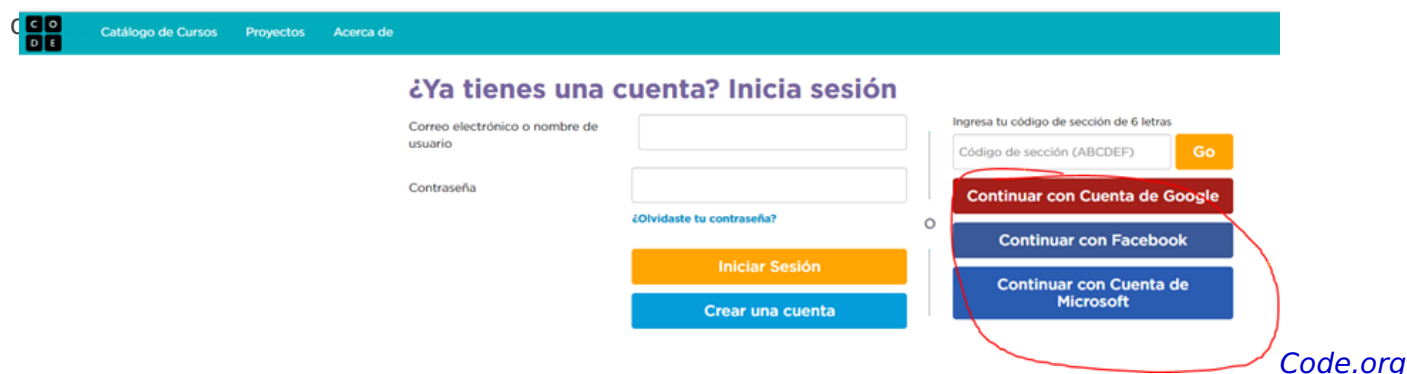 C O
D E
Catálogo de Cursos Proyectos Acerca de
¿Ya tienes una cuenta? Inicia sesión
Correo electrónico o nombre de
usuario
Contraseña
¿Olvidaste tu contraseña?
Iniciar Sesión
Crear una cuenta
O
Ingresa tu código de sección de 6 letras
Código de sección (ABCDEF) Go
Continuar con Cuenta de Google
Continuar con Facebook
Continuar con Cuenta de
Microsoft
Code.org